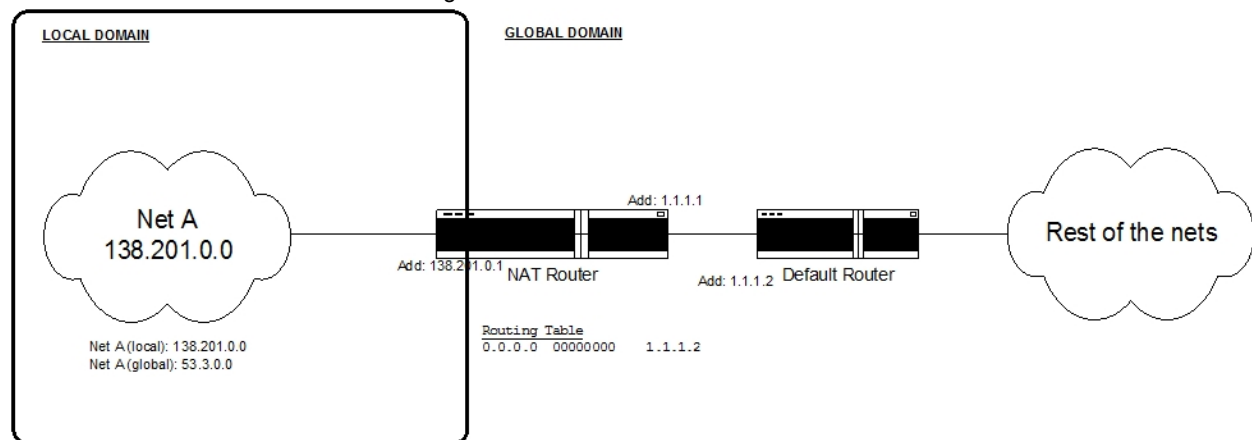 LOCAL DOMAIN
GLOBAL DOMAIN
Net A
138.201.0.0
Add: 138.201.0.1
NAT Router
Add: 1.1.1.1
Add: 1.1.1.2
Default Router
Rest of the nets
Net A (local): 138.201.0.0
Net A (global): 53.3.0.0
Routing Table
0.0.0.0 00000000 1.1.1.2